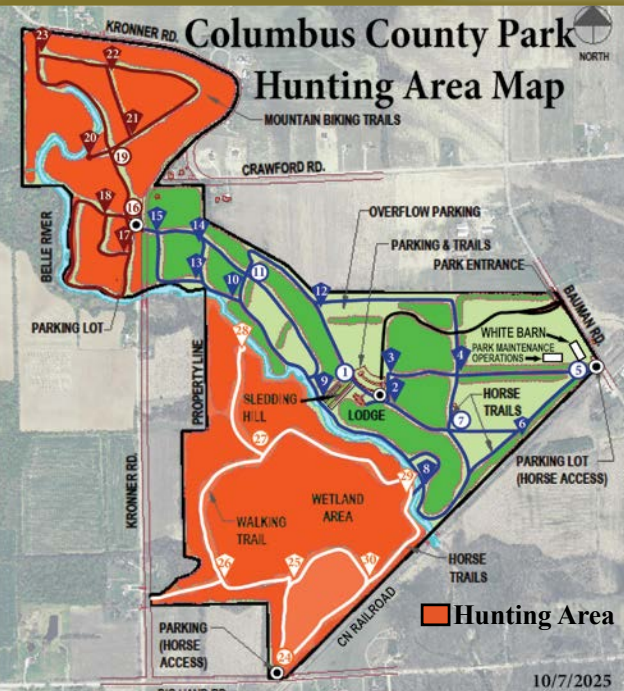 KRONNER RD.
Columbus County Park
Hunting Area Map
NORTH
MOUNTAIN BIKING TRAILS
CRAWFORD RD.
23
22
21
20
19
18
17
16
15
14
13
10
11
12
BELLE RIVER
OVERFLOW PARKING
PARKING & TRAILS
PARK ENTRANCE
BAUMAN RD.
PARKING LOT
WHITE BARN
PARK MAINTENANCE
OPERATIONS
PROPERTY LINE
28
1
2
3
4
5
9
SLEDDING
HILL
LODGE
HORSE
TRAILS
7
6
27
8
29
PARKING LOT
(HORSE ACCESS)
KRONNER RD.
WETLAND
AREA
WALKING
TRAIL
26
25
30
HORSE
TRAILS
CN RAILROAD
Hunting Area
PARKING
(HORSE
ACCESS)
24
10/7/2025